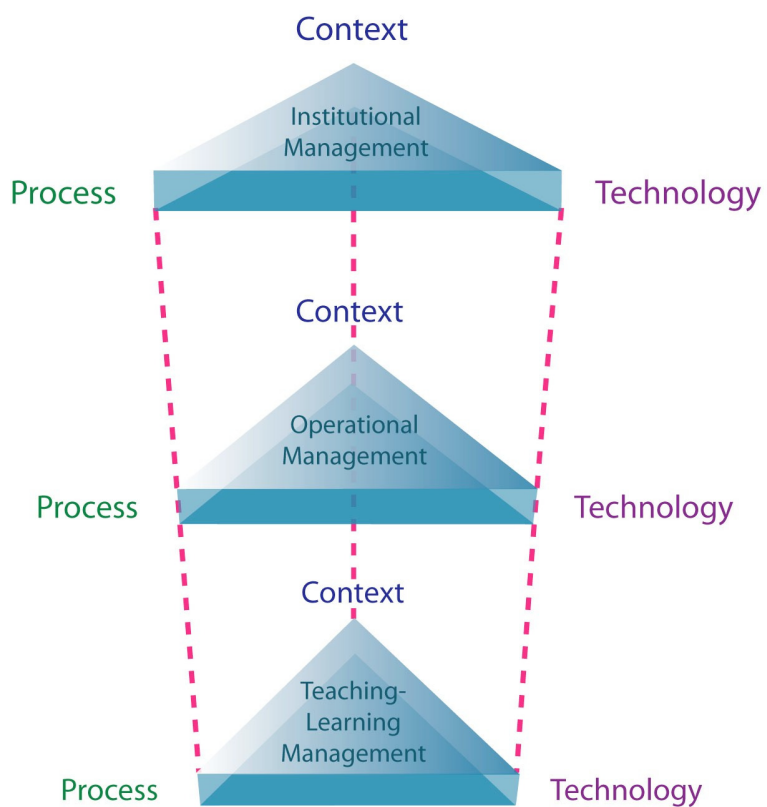 Context
Institutional
Management
Process
Technology
Context
Operational
Management
Process
Technology
Context
Teaching-
Learning
Management
Process
Technology